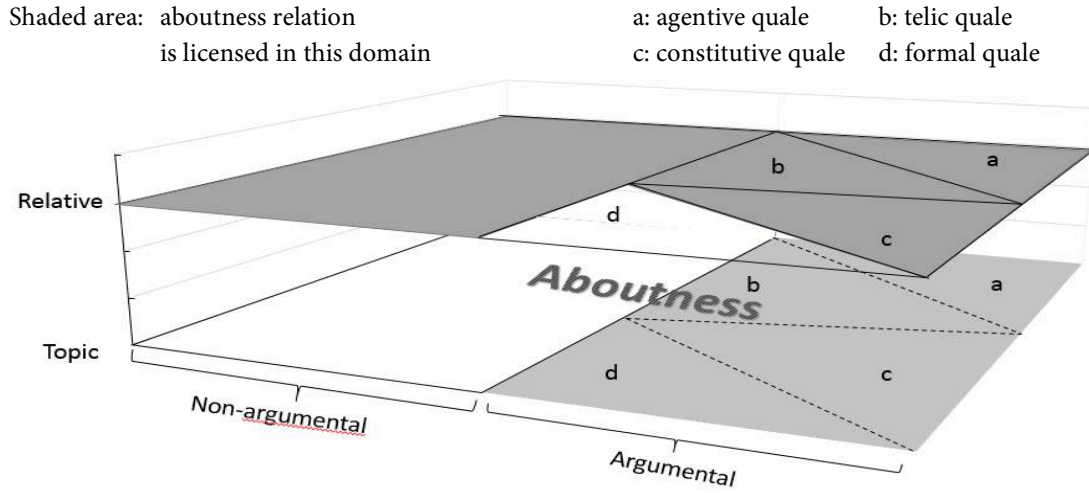 Shaded area: aboutness relation a: agentive quale b: telic quale
is licensed in this domain c: constitutive quale d: formal quale
a
b
Relative
d
c
Aboutness
b
a
Topic
d
c
Non-argumental
Argumental